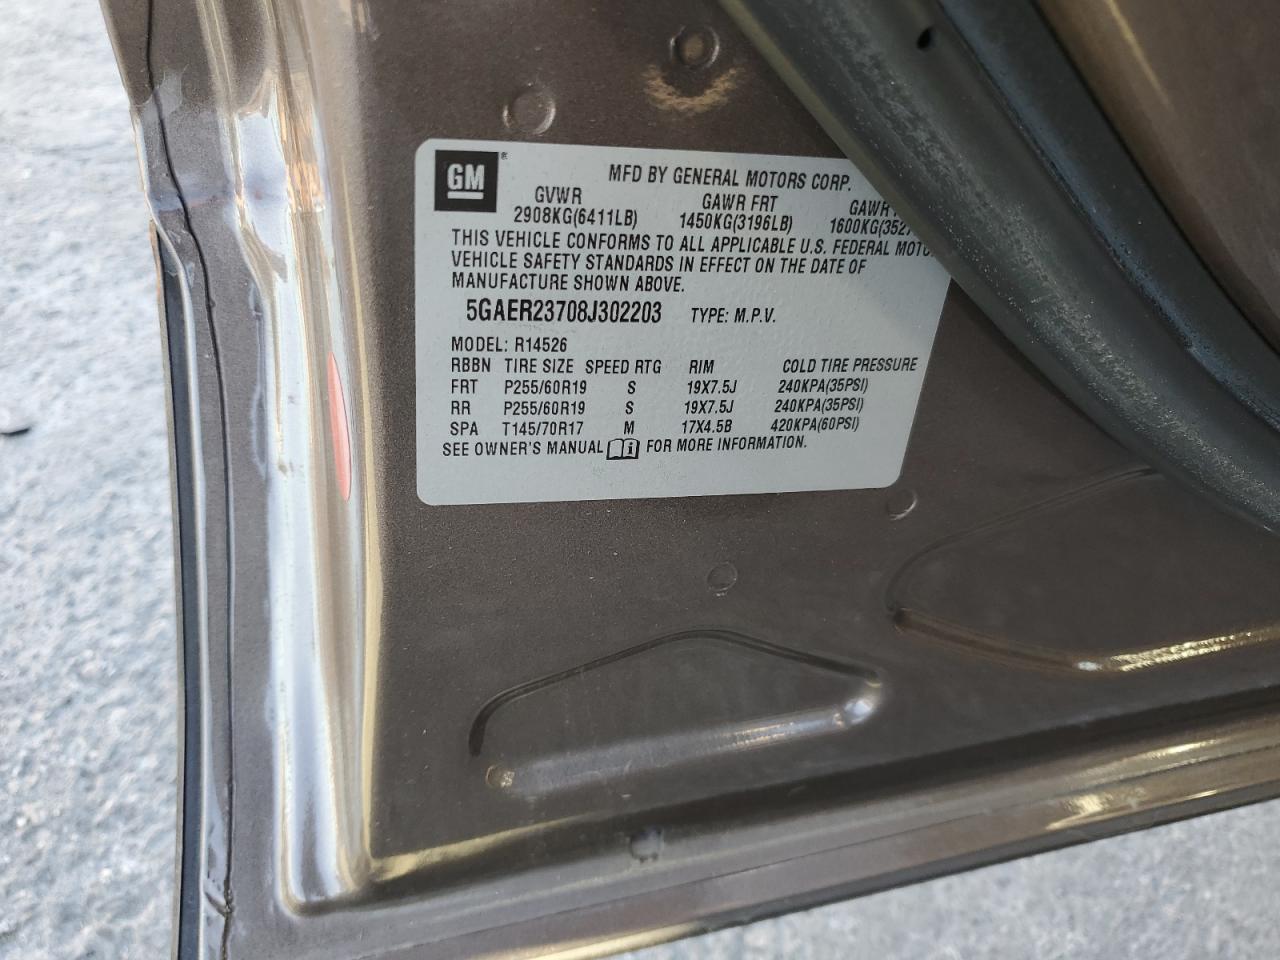 GM ® MFD BY GENERAL MOTORS CORP.
GVWR GAWR FRT GAWR
2908KG(6411LB) 1450KG(3196LB) 1600KG(3527
THIS VEHICLE CONFORMS TO ALL APPLICABLE U.S. FEDERAL MOTO
VEHICLE SAFETY STANDARDS IN EFFECT ON THE DATE OF
MANUFACTURE SHOWN ABOVE.
5GAER23708J302203 TYPE: M.P.V.
MODEL: R14526
RBBN TIRE SIZE SPEED RTG RIM COLD TIRE PRESSURE
FRT P255/60R19 S 19X7.5J 240KPA(35PSI)
RR P255/60R19 S 19X7.5J 240KPA(35PSI)
SPA T145/70R17 M 17X4.5B 420KPA(60PSI)
SEE OWNER'S MANUAL FOR MORE INFORMATION.